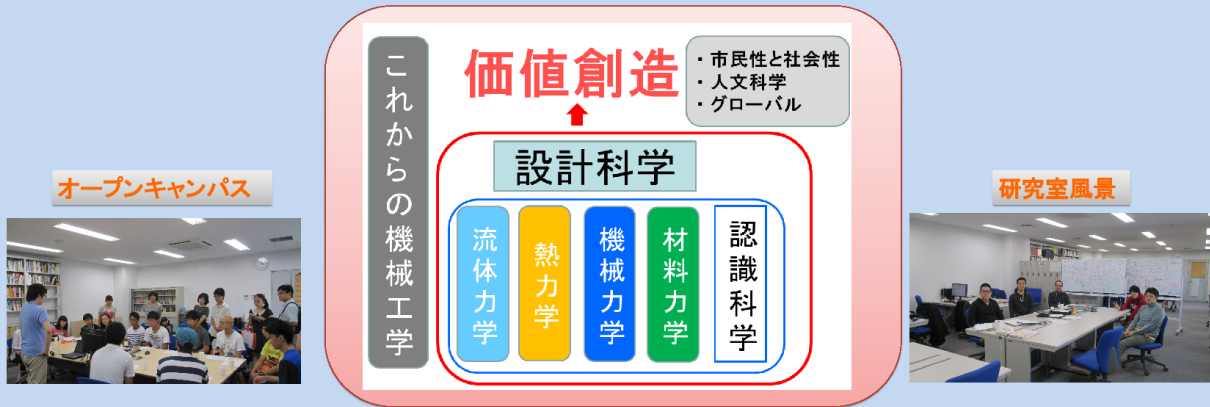 これからの機械工学
価値創造
・市民性と社会性
・人文科学
・グローバル
設計科学
流体力学
熱力学
機械力学
材料力学
認識科学
オープンキャンパス
研究室風景